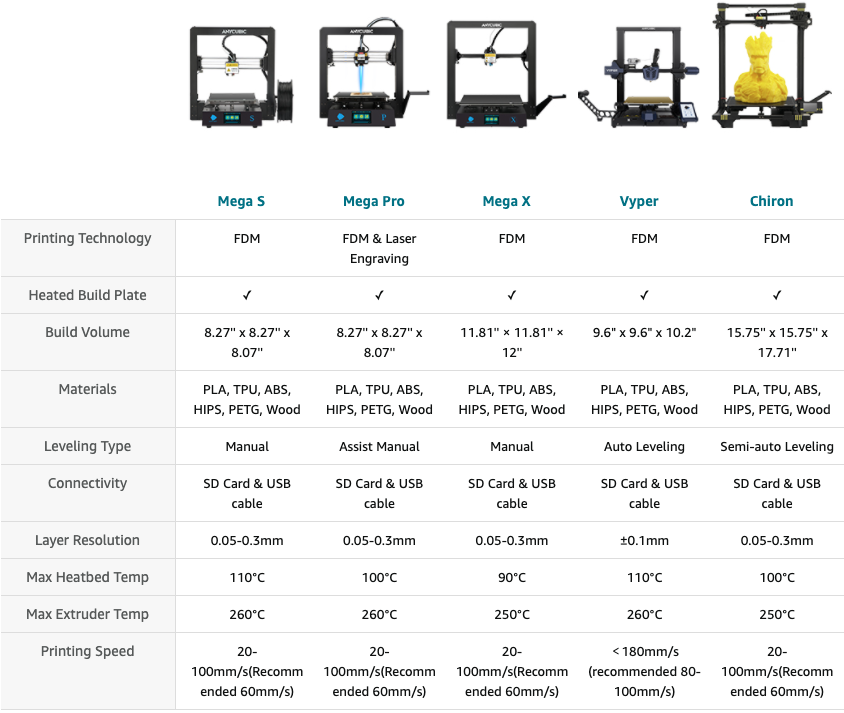 ANYCUBIC ANYCUBIC ANYCUBIC
S P X
Mega S Mega Pro Mega X Vyper Chiron
Printing Technology FDM FDM & Laser FDM FDM FDM
Engraving
Heated Build Plate ✓ ✓ ✓ ✓ ✓
Build Volume 8.27" x 8.27" x 8.27" x 8.27" x 11.81" × 11.81" × 9.6" x 9.6" x 10.2" 15.75" x 15.75" x
8.07" 8.07" 12" 17.71"
Materials PLA, TPU, ABS, PLA, TPU, ABS, PLA, TPU, ABS, PLA, TPU, ABS, PLA, TPU, ABS,
HIPS, PETG, Wood HIPS, PETG, Wood HIPS, PETG, Wood HIPS, PETG, Wood HIPS, PETG, Wood
Leveling Type Manual Assist Manual Manual Auto Leveling Semi-auto Leveling
Connectivity SD Card & USB SD Card & USB SD Card & USB SD Card & USB SD Card & USB
cable cable cable cable cable
Layer Resolution 0.05-0.3mm 0.05-0.3mm 0.05-0.3mm ±0.1mm 0.05-0.3mm
Max Heatbed Temp 110°C 100°C 90°C 110°C 100°C
Max Extruder Temp 260°C 260°C 250°C 260°C 250°C
Printing Speed 20- 20- 20- <180mm/s 20-
100mm/s(Recomm 100mm/s(Recomm 100mm/s(Recomm (recommended 80- 100mm/s(Recomm
ended 60mm/s) ended 60mm/s) ended 60mm/s) 100mm/s) ended 60mm/s)